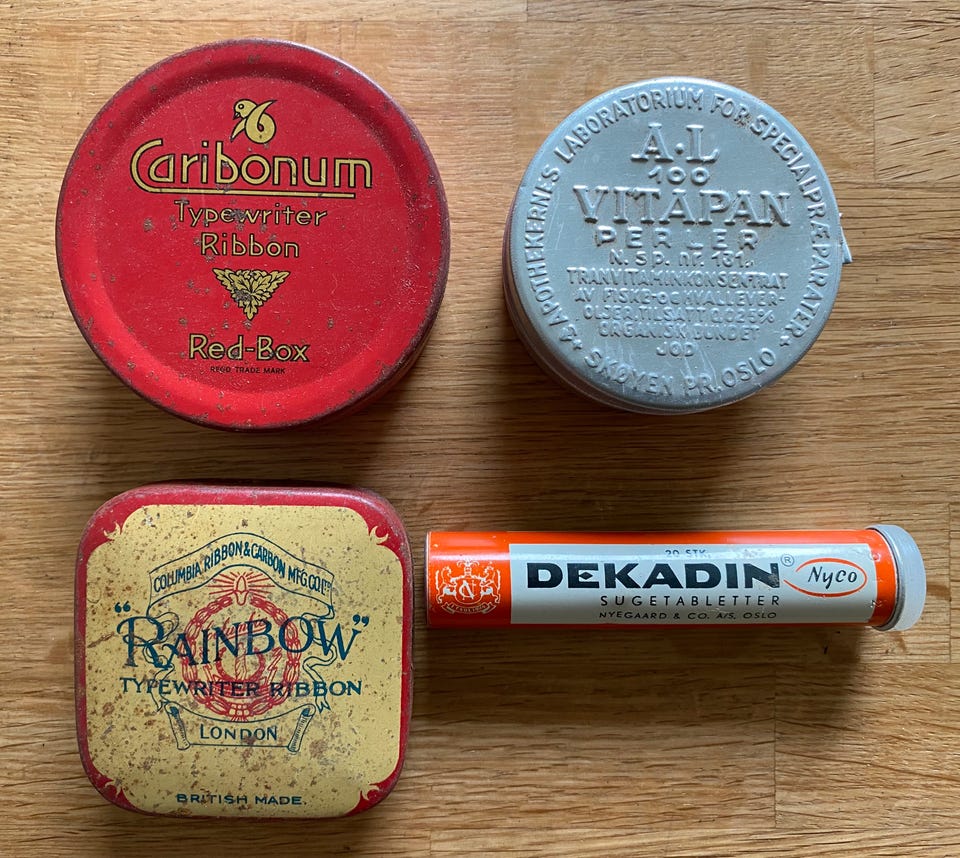 Caribonum
Typewriter
Ribbon
Red-Box
REGD TRADE MARK
APOTHEKERNES LABORATORIUM FOR SPECIALPRÆPARATER
A·L
100
VITAPAN
PERLER
N. sp. nr. 131.
TRANVITAMINKONSENTRAT
AV FISKE-OG HVALLEVER-
OLJER, TILSATT 0,025%
ORGANISK BUNDET
JOD
SKØYEN PR. OSLO
COLUMBIA RIBBON & CARBON MFG. CO. LTD
"RAINBOW"
TYPEWRITER RIBBON
LONDON
BRITISH MADE.
20 STK.
DEKADIN®
Nyco
SUGETABLETTER
NYEGAARD & CO. A/S, OSLO